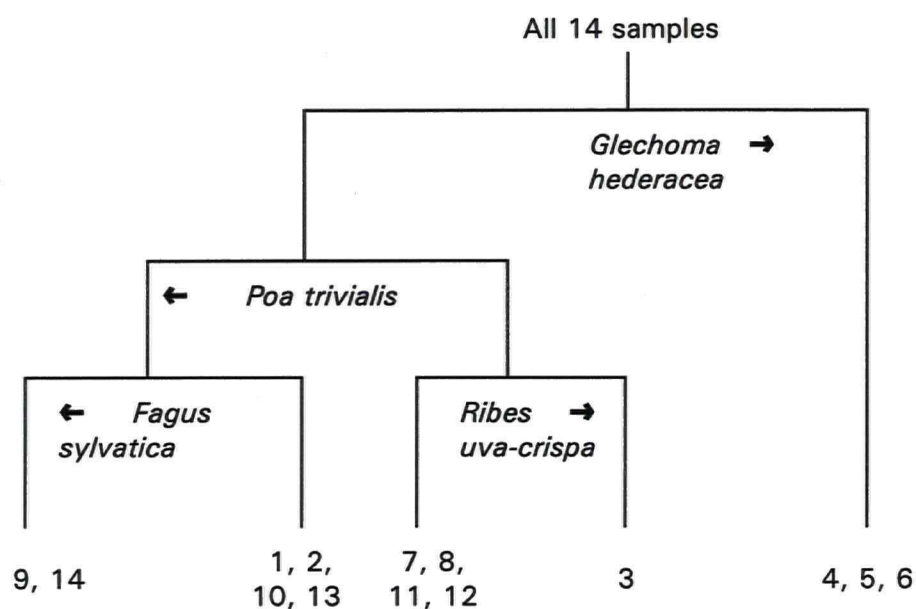 All 14 samples
Glechoma →
hederacea
← Poa trivialis
← Fagus
sylvatica
Ribes →
uva-crispa
9, 14
1, 2,
10, 13
7, 8,
11, 12
3
4, 5, 6